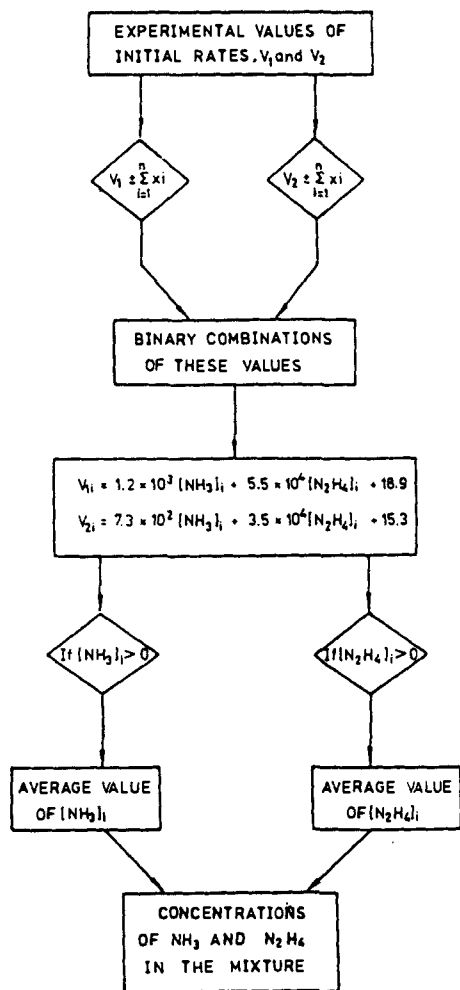 EXPERIMENTAL VALUES OF
INITIAL RATES, V₁ and V₂
V₁ ± n∑i=1 xi
V₂ ± n∑i=1 xi
BINARY COMBINATIONS
OF THESE VALUES
V₁ᵢ = 1.2 × 10³ [NH₃]ᵢ + 5.5 × 10⁴ [N₂H₄]ᵢ + 18.9
V₂ᵢ = 7.3 × 10² [NH₃]ᵢ + 3.5 × 10⁴ [N₂H₄]ᵢ + 15.3
If [NH₃]ᵢ > 0
If [N₂H₄]ᵢ > 0
AVERAGE VALUE
OF [NH₃]ᵢ
AVERAGE VALUE
OF [N₂H₄]ᵢ
CONCENTRATIONS
OF NH₃ AND N₂H₄
IN THE MIXTURE